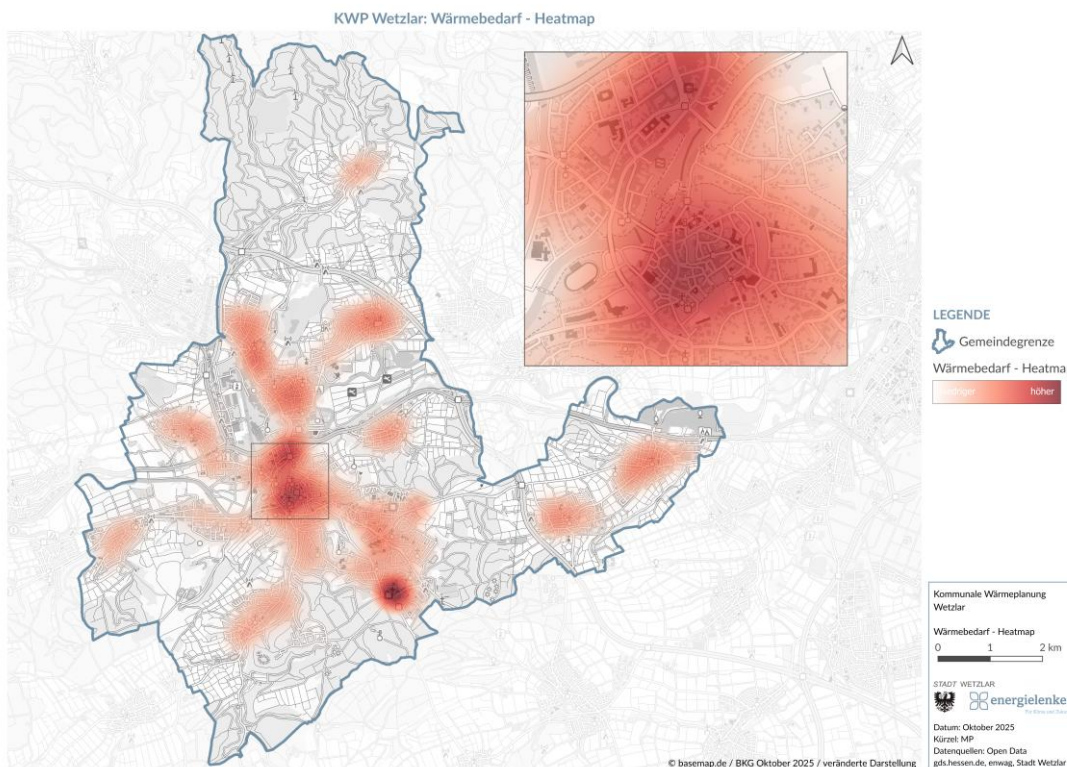 KWP Wetzlar: Wärmebedarf - Heatmap
LEGENDE
Gemeindegrenze
Wärmebedarf - Heatma
niedriger
höher
Kommunale Wärmeplanung
Wetzlar
Wärmebedarf - Heatmap
0 1 2 km
STADT WETZLAR
energielenke
Datum: Oktober 2025
Kürzel: MP
Datenquellen: Open Data
gds.hessen.de, enwag, Stadt Wetzlar
© basemap.de / BKG Oktober 2025 / veränderte Darstellung